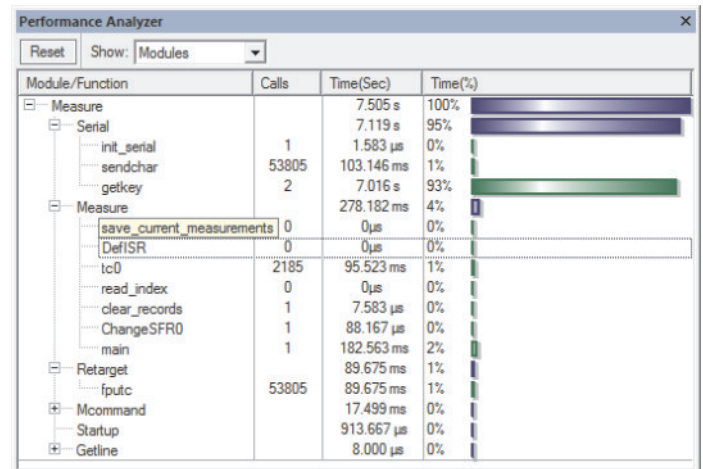 Performance Analyzer
Reset Show: Modules
Module/Function Calls Time(Sec) Time(%)
Measure 7.505 s 100%
Serial 7.119 s 95%
init_serial 1 1.583 µs 0%
sendchar 53805 103.146 ms 1%
getkey 2 7.016 s 93%
Measure 278.182 ms 4%
save_current_measurements 0 0µs 0%
DefISR 0 0µs 0%
tc0 2185 95.523 ms 1%
read_index 0 0µs 0%
clear_records 1 7.583 µs 0%
ChangeSFR0 1 88.167 µs 0%
main 1 182.563 ms 2%
Retarget 89.675 ms 1%
fputc 53805 89.675 ms 1%
Mcommand 17.499 ms 0%
Startup 913.667 µs 0%
Getline 8.000 µs 0%